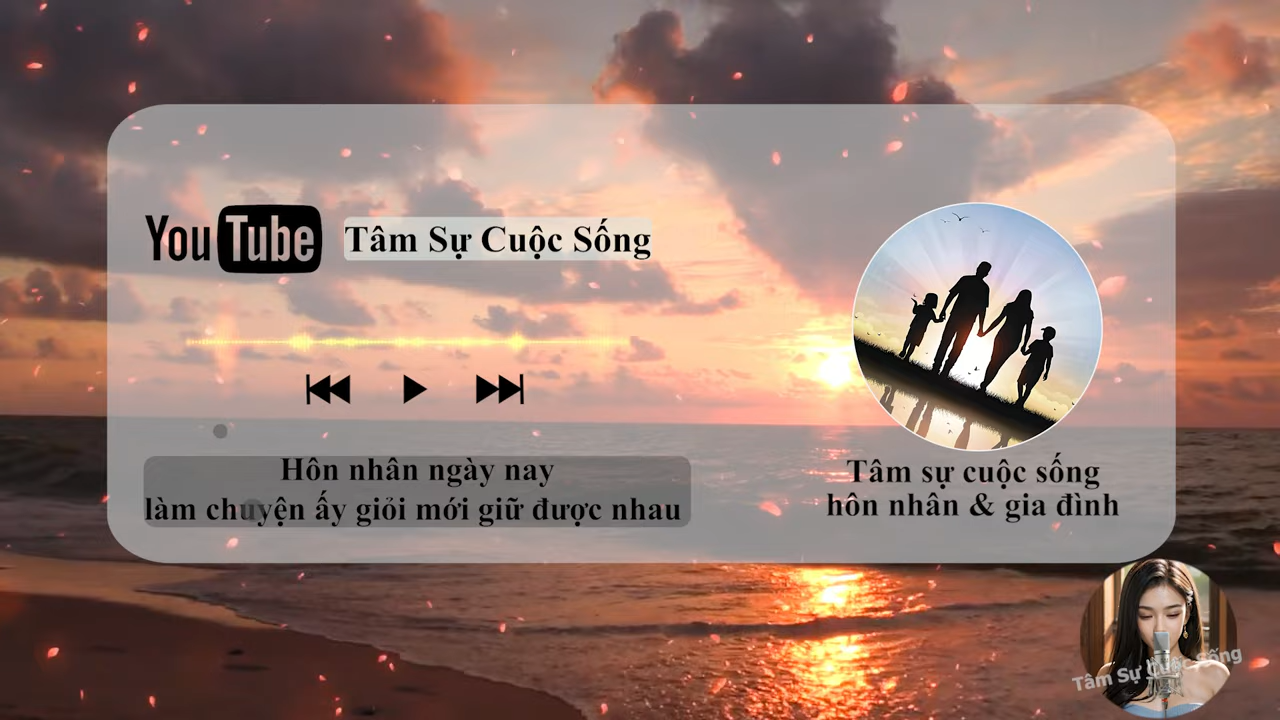 YouTube
Tâm Sự Cuộc Sống
Hôn nhân ngày nay
làm chuyện ấy giỏi mới giữ được nhau
Tâm sự cuộc sống
hôn nhân & gia đình
Tâm Sự Cuộc Sống